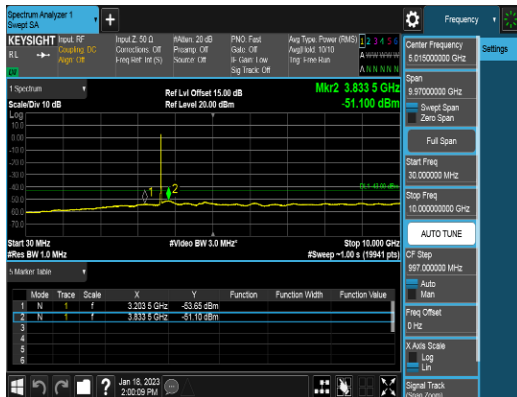 Spectrum Analyzer 1
Swept SA
+
Frequency
KEYSIGHT
RL
Input: RF
Coupling: DC
Align: Off
Input Z: 50 Ω
Corrections: Off
Freq Ref: Int (S)
#Atten: 20 dB
Preamp: Off
Source: Off
PNO: Fast
Gate: Off
IF Gain: Low
Sig Track: Off
Avg Type: Power (RMS)
Avg|Hold: 10/10
Trig: Free Run
1 2 3 4 5 6
A W W W W W
A N N N N N
1 Spectrum
Scale/Div 10 dB
Ref Lvl Offset 15.00 dB
Ref Level 20.00 dBm
Mkr2 3.833 5 GHz
-51.100 dBm
Log
10.0
0.00
-10.0
-20.0
-30.0
-40.0
-50.0
-60.0
-70.0
1
2
DL1 -43.00 dBm
Start 30 MHz
#Res BW 1.0 MHz
#Video BW 3.0 MHz*
Stop 10.000 GHz
#Sweep ~1.00 s (19941 pts)
5 Marker Table
Mode Trace Scale X Y Function Function Width Function Value
1 N 1 f 3.203 5 GHz -53.65 dBm
2 N 1 f 3.833 5 GHz -51.10 dBm
3
4
5
6
Jan 18, 2023
2:00:09 PM
Center Frequency
5.015000000 GHz
Settings
Span
9.97000000 GHz
Swept Span
Zero Span
Full Span
Start Freq
30.000000 MHz
Stop Freq
10.000000000 GHz
AUTO TUNE
CF Step
997.000000 MHz
Auto
Man
Freq Offset
0 Hz
X Axis Scale
Log
Lin
Signal Track
(Span Zoom)